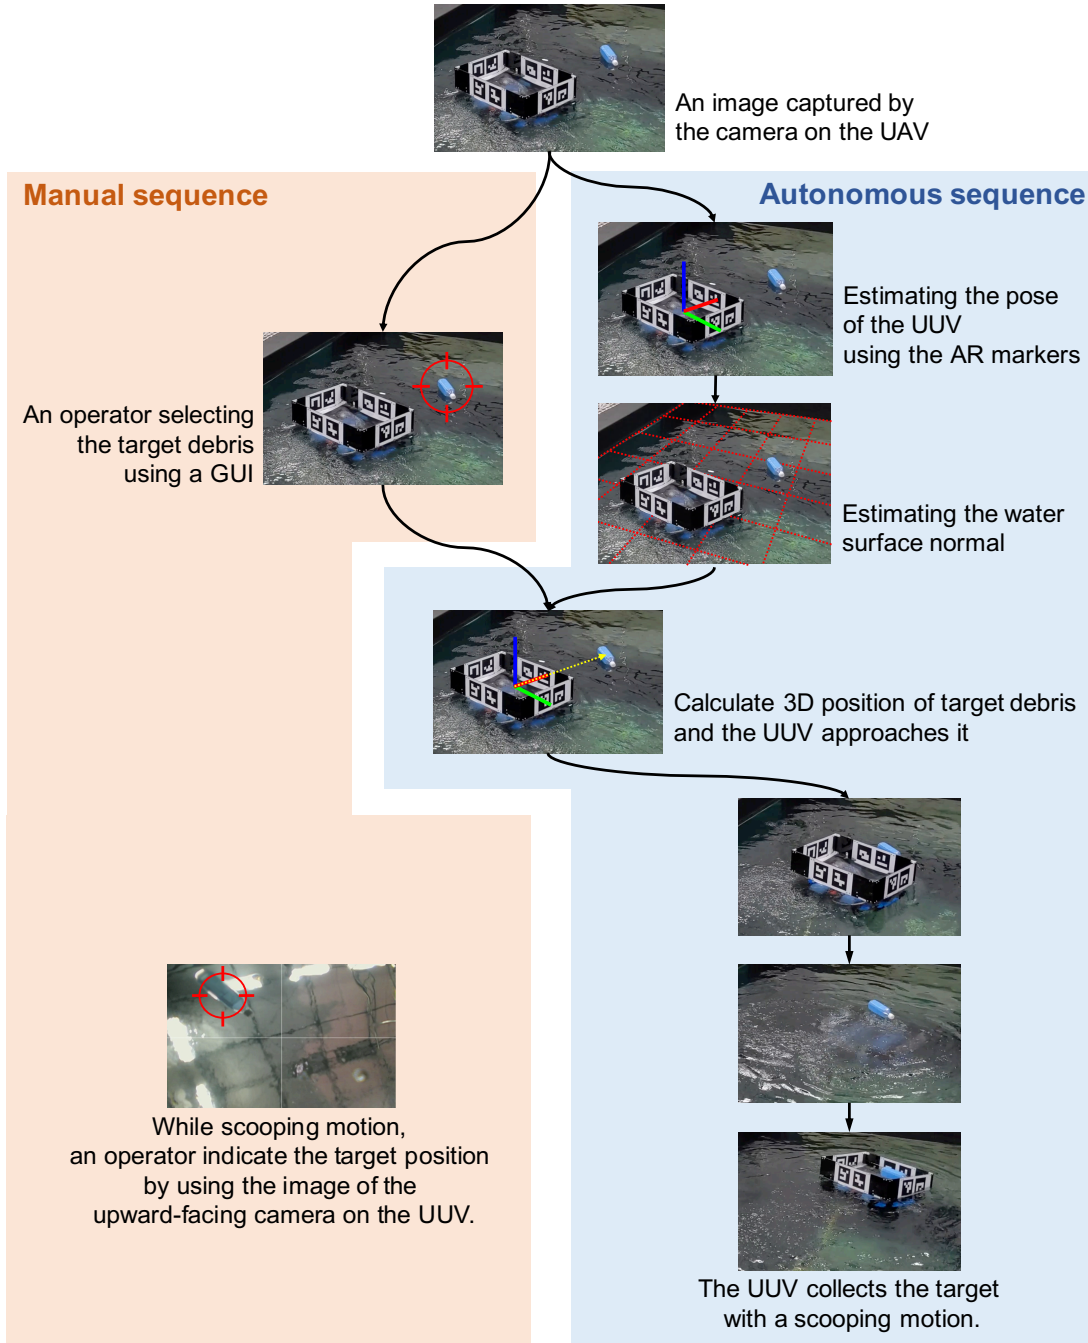 An image captured by
the camera on the UAV
Manual sequence
Autonomous sequence
Estimating the pose
of the UUV
using the AR markers
An operator selecting
the target debris
using a GUI
Estimating the water
surface normal
Calculate 3D position of target debris
and the UUV approaches it
While scooping motion,
an operator indicate the target position
by using the image of the
upward-facing camera on the UUV.
The UUV collects the target
with a scooping motion.